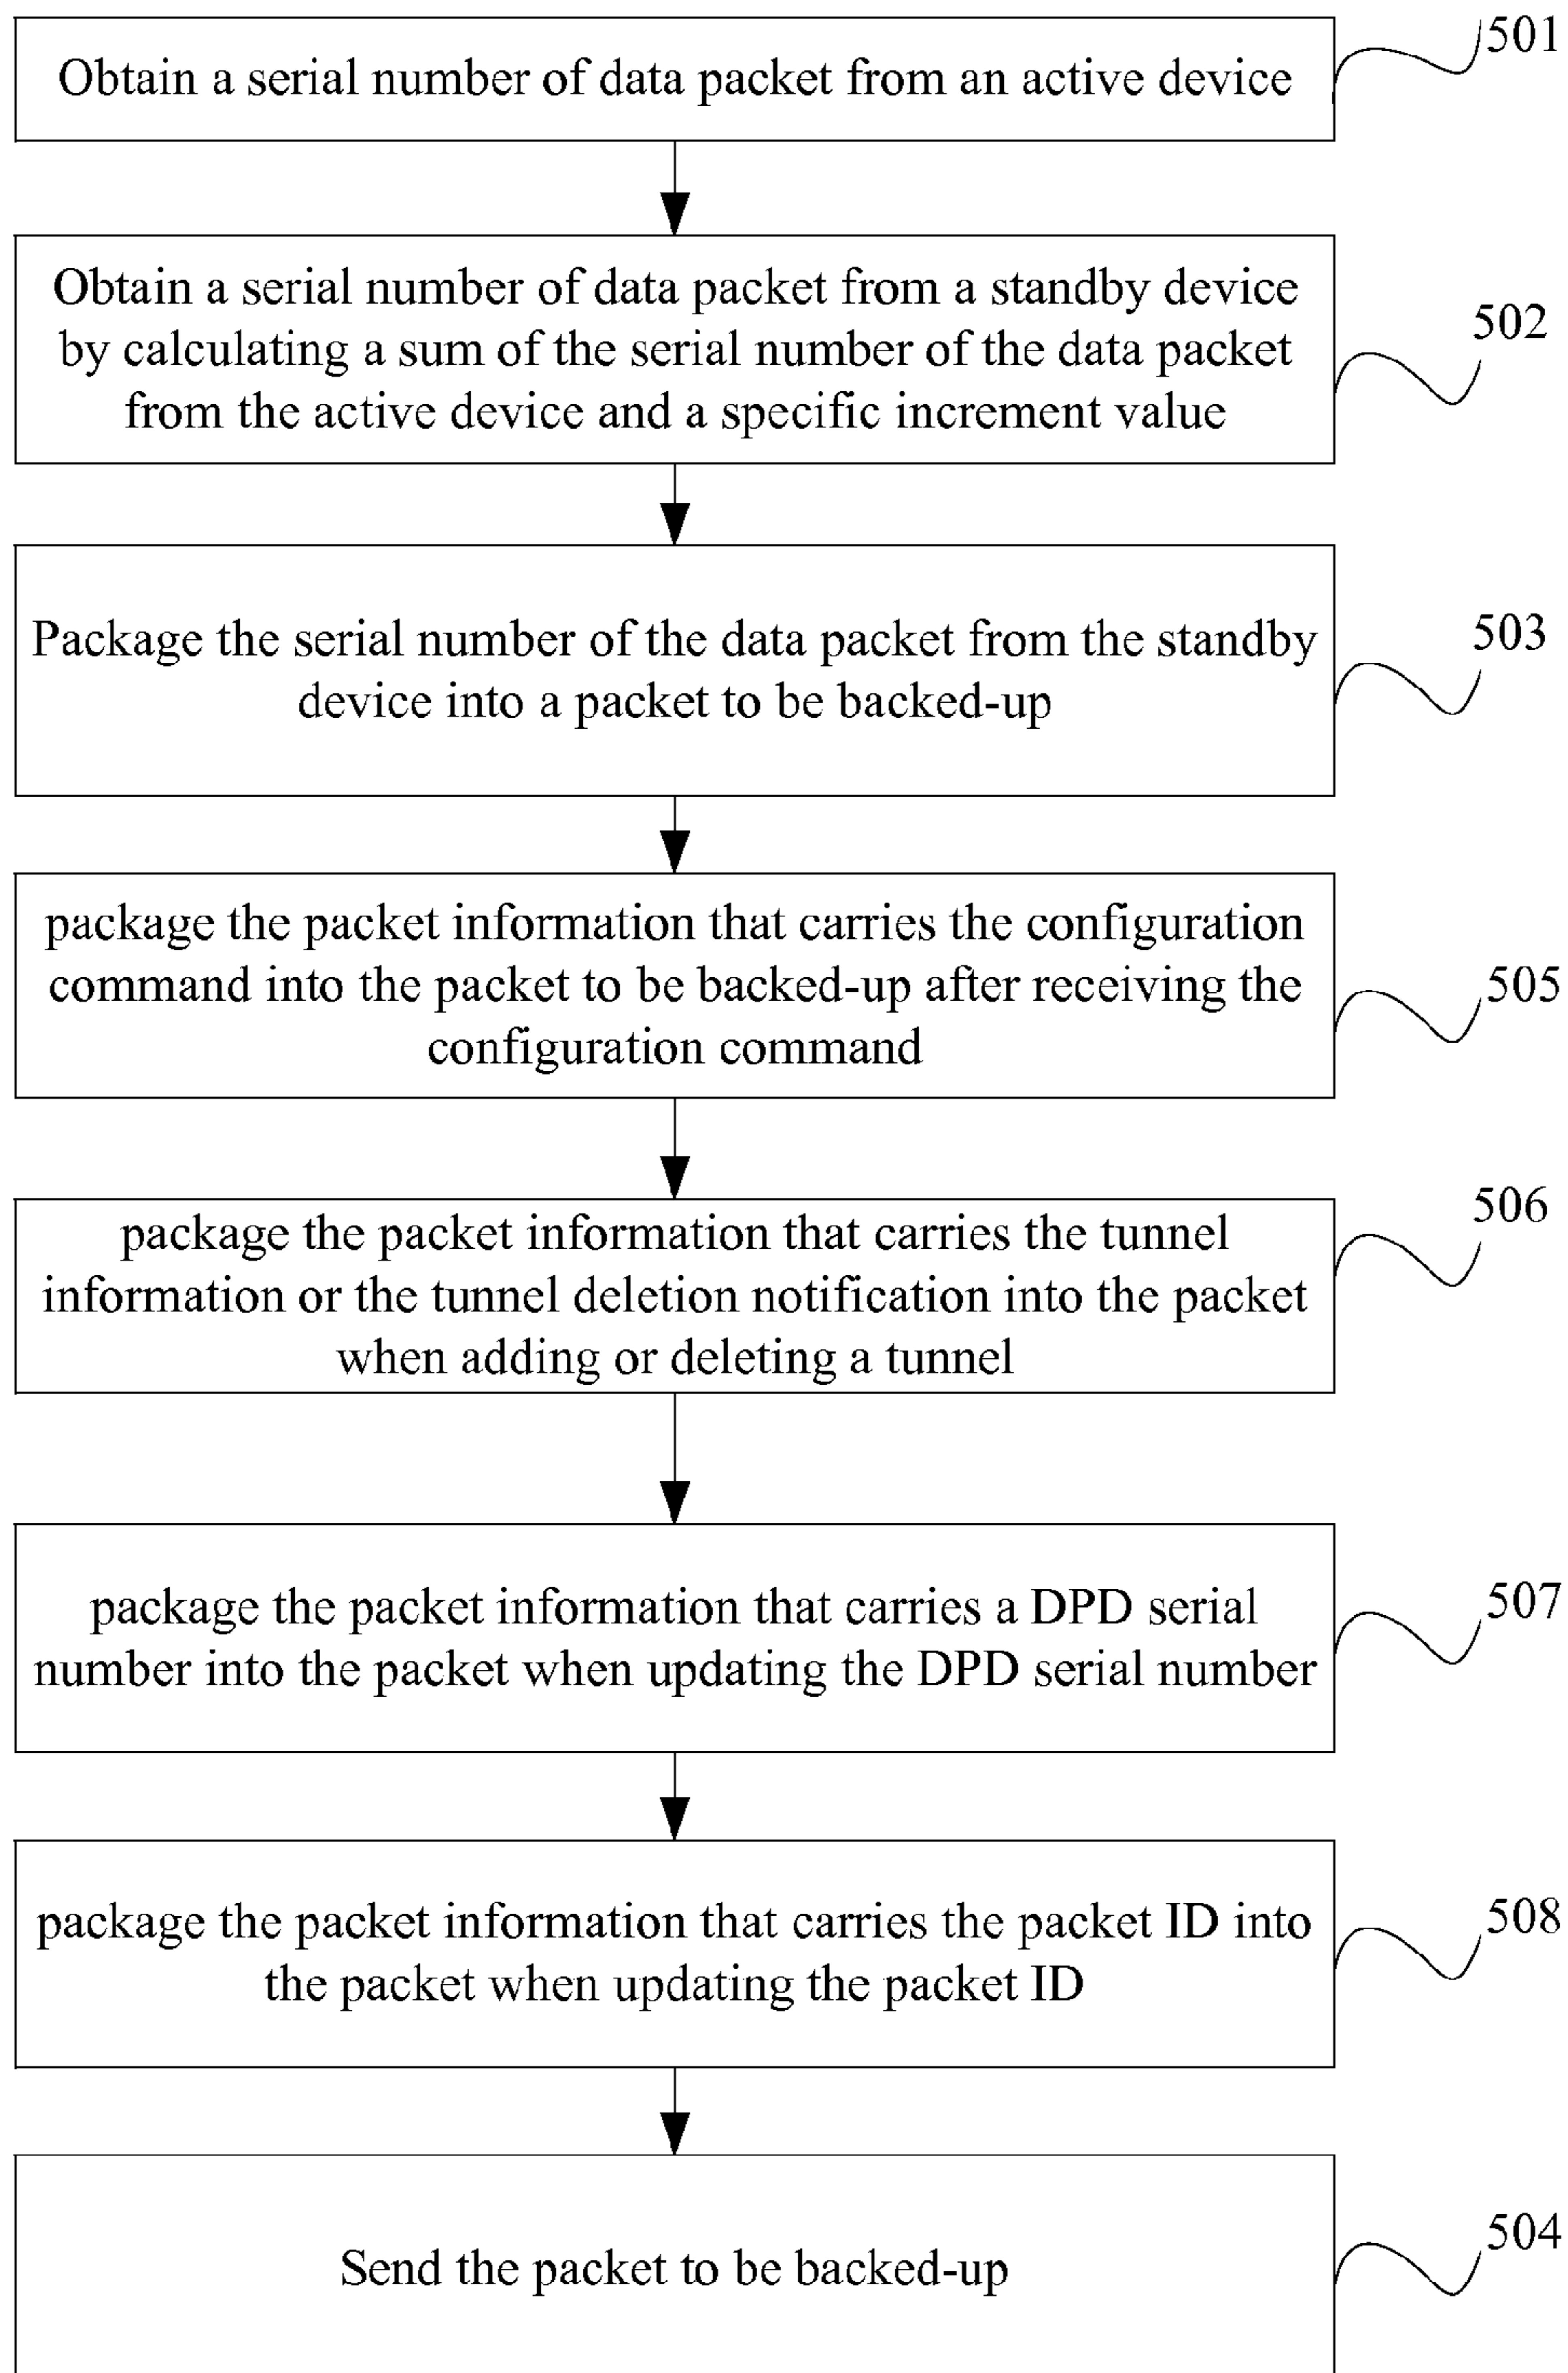 501
Obtain a serial number of data packet from an active device
Obtain a serial number of data packet from a standby device
by calculating a sum of the serial number of the data packet
from the active device and a specific increment value
502
Package the serial number of the data packet from the standby
device into a packet to be backed-up
503
package the packet information that carries the configuration
command into the packet to be backed-up after receiving the
configuration command
505
package the packet information that carries the tunnel
information or the tunnel deletion notification into the packet
when adding or deleting a tunnel
506
package the packet information that carries a DPD serial
number into the packet when updating the DPD serial number
507
package the packet information that carries the packet ID into
the packet when updating the packet ID
508
Send the packet to be backed-up
504